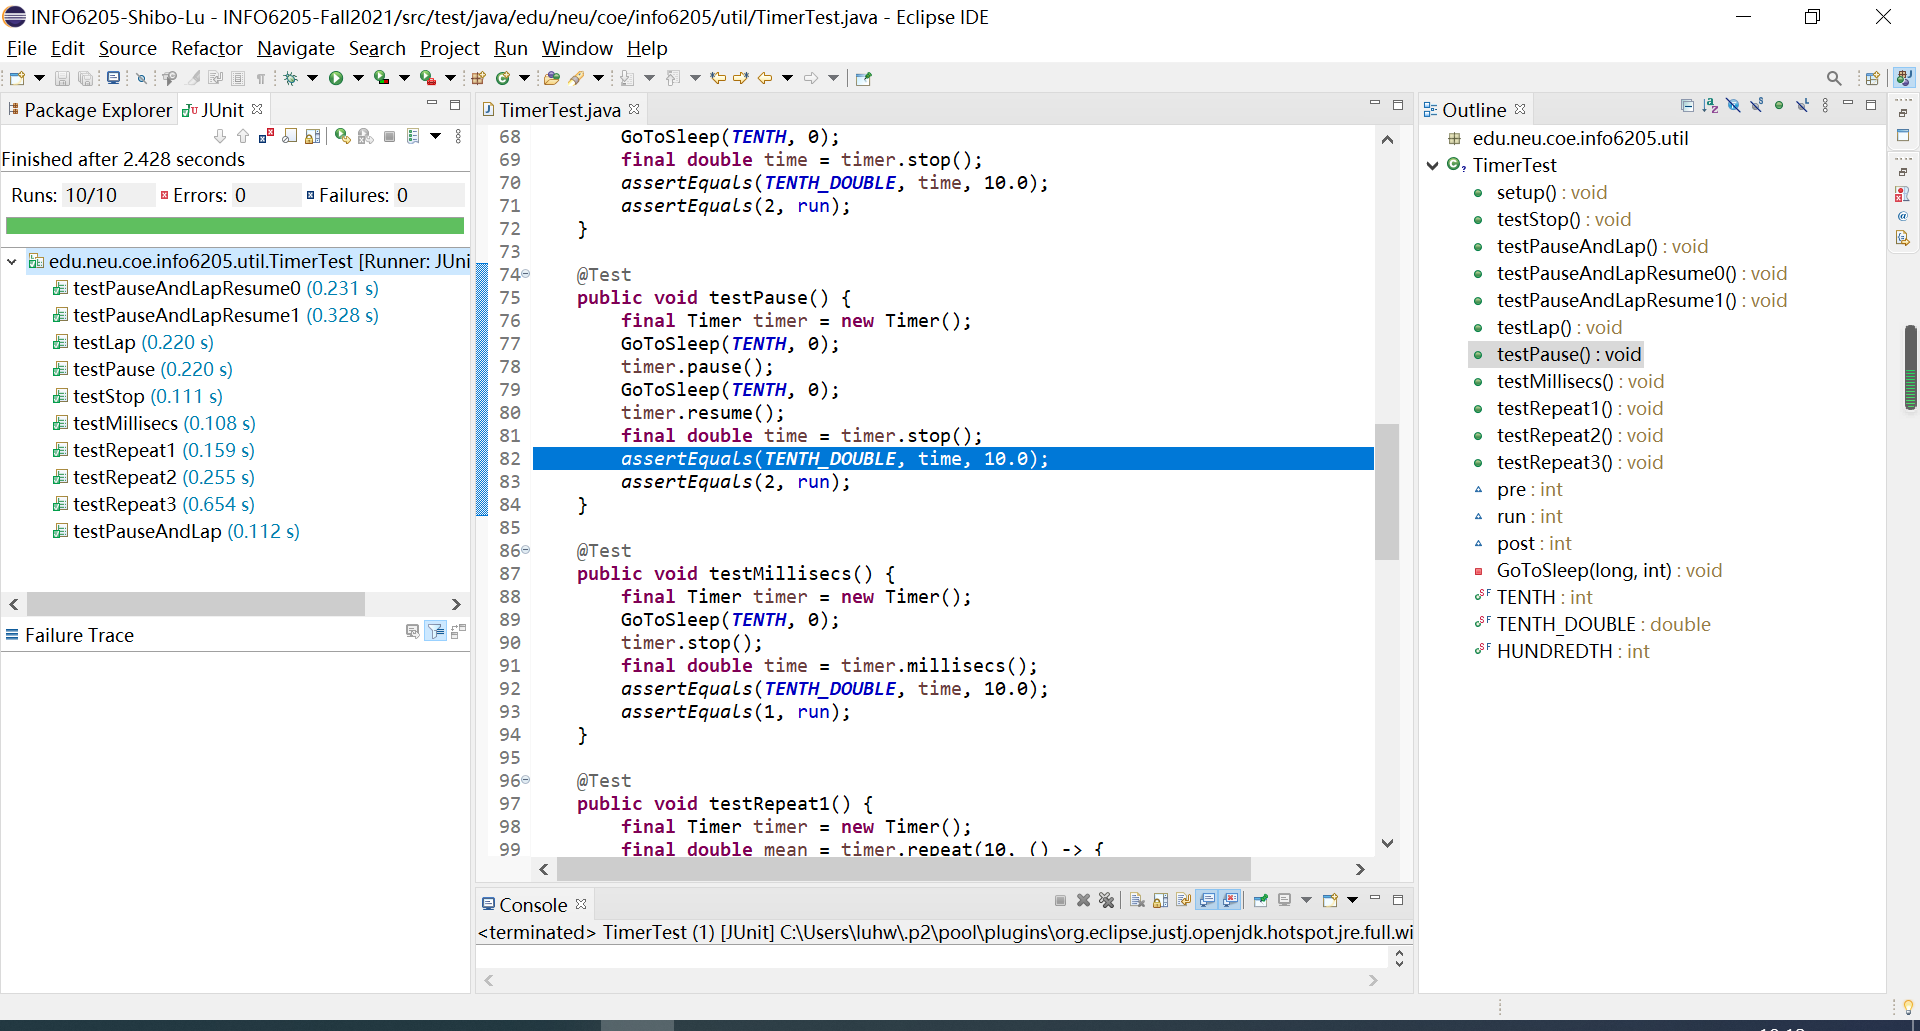 INFO6205-Shibo-Lu - INFO6205-Fall2021/src/test/java/edu/neu/coe/info6205/util/TimerTest.java - Eclipse IDE
File Edit Source Refactor Navigate Search Project Run Window Help
Package Explorer JUnit
Finished after 2.428 seconds
Runs: 10/10 Errors: 0 Failures: 0
edu.neu.coe.info6205.util.TimerTest [Runner: JUni
testPauseAndLapResume0 (0.231 s)
testPauseAndLapResume1 (0.328 s)
testLap (0.220 s)
testPause (0.220 s)
testStop (0.111 s)
testMillisecs (0.108 s)
testRepeat1 (0.159 s)
testRepeat2 (0.255 s)
testRepeat3 (0.654 s)
testPauseAndLap (0.112 s)
Failure Trace
TimerTest.java
68 GoToSleep(TENTH, 0);
69 final double time = timer.stop();
70 assertEquals(TENTH_DOUBLE, time, 10.0);
71 assertEquals(2, run);
72 }
73
74 @Test
75 public void testPause() {
76 final Timer timer = new Timer();
77 GoToSleep(TENTH, 0);
78 timer.pause();
79 GoToSleep(TENTH, 0);
80 timer.resume();
81 final double time = timer.stop();
82 assertEquals(TENTH_DOUBLE, time, 10.0);
83 assertEquals(2, run);
84 }
85
86 @Test
87 public void testMillisecs() {
88 final Timer timer = new Timer();
89 GoToSleep(TENTH, 0);
90 timer.stop();
91 final double time = timer.millisecs();
92 assertEquals(TENTH_DOUBLE, time, 10.0);
93 assertEquals(1, run);
94 }
95
96 @Test
97 public void testRepeat1() {
98 final Timer timer = new Timer();
99 final double mean = timer.repeat(10, () -> {
Console
<terminated> TimerTest (1) [JUnit] C:\Users\luhw\.p2\pool\plugins\org.eclipse.justj.openjdk.hotspot.jre.full.wi
Outline
edu.neu.coe.info6205.util
TimerTest
setup() : void
testStop() : void
testPauseAndLap() : void
testPauseAndLapResume0() : void
testPauseAndLapResume1() : void
testLap() : void
testPause() : void
testMillisecs() : void
testRepeat1() : void
testRepeat2() : void
testRepeat3() : void
pre : int
run : int
post : int
GoToSleep(long, int) : void
TENTH : int
TENTH_DOUBLE : double
HUNDREDTH : int